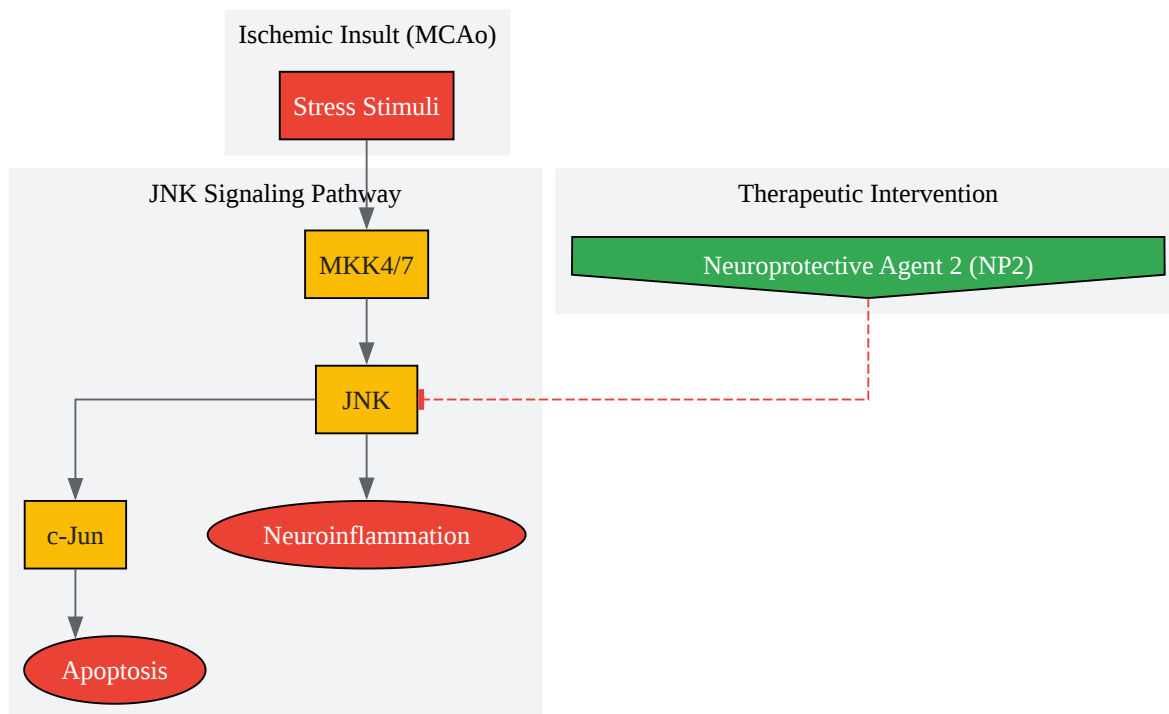 Ischemic Insult (MCAo)
Stress Stimuli
JNK Signaling Pathway
Therapeutic Intervention
MKK4/7
Neuroprotective Agent 2 (NP2)
JNK
c-Jun
Neuroinflammation
Apoptosis